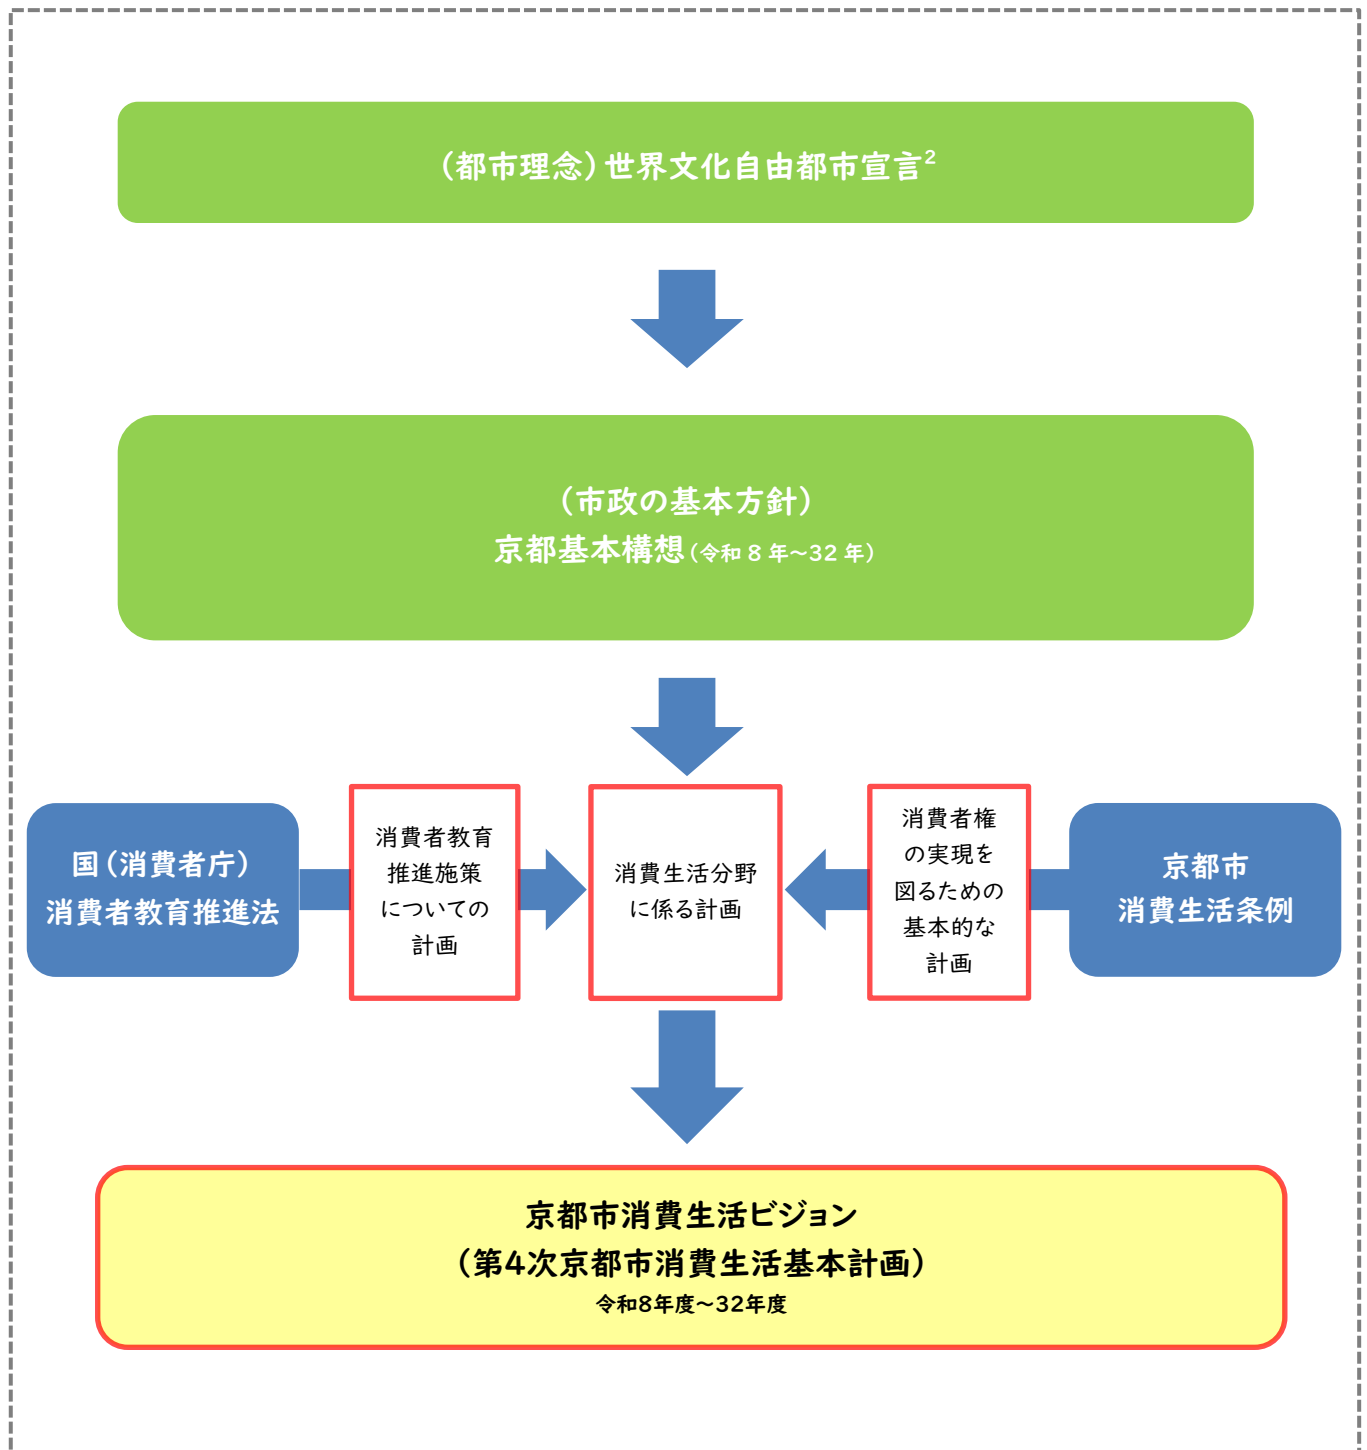 (都市理念)世界文化自由都市宣言2
(市政の基本方針)
京都基本構想(令和 8 年~32 年)
国(消費者庁)
消費者教育推進法
消費者教育
推進施策
についての
計画
消費生活分野
に係る計画
消費者権
の実現を
図るための
基本的な
計画
京都市
消費生活条例
京都市消費生活ビジョン
(第4次京都市消費生活基本計画)
令和8年度~32年度